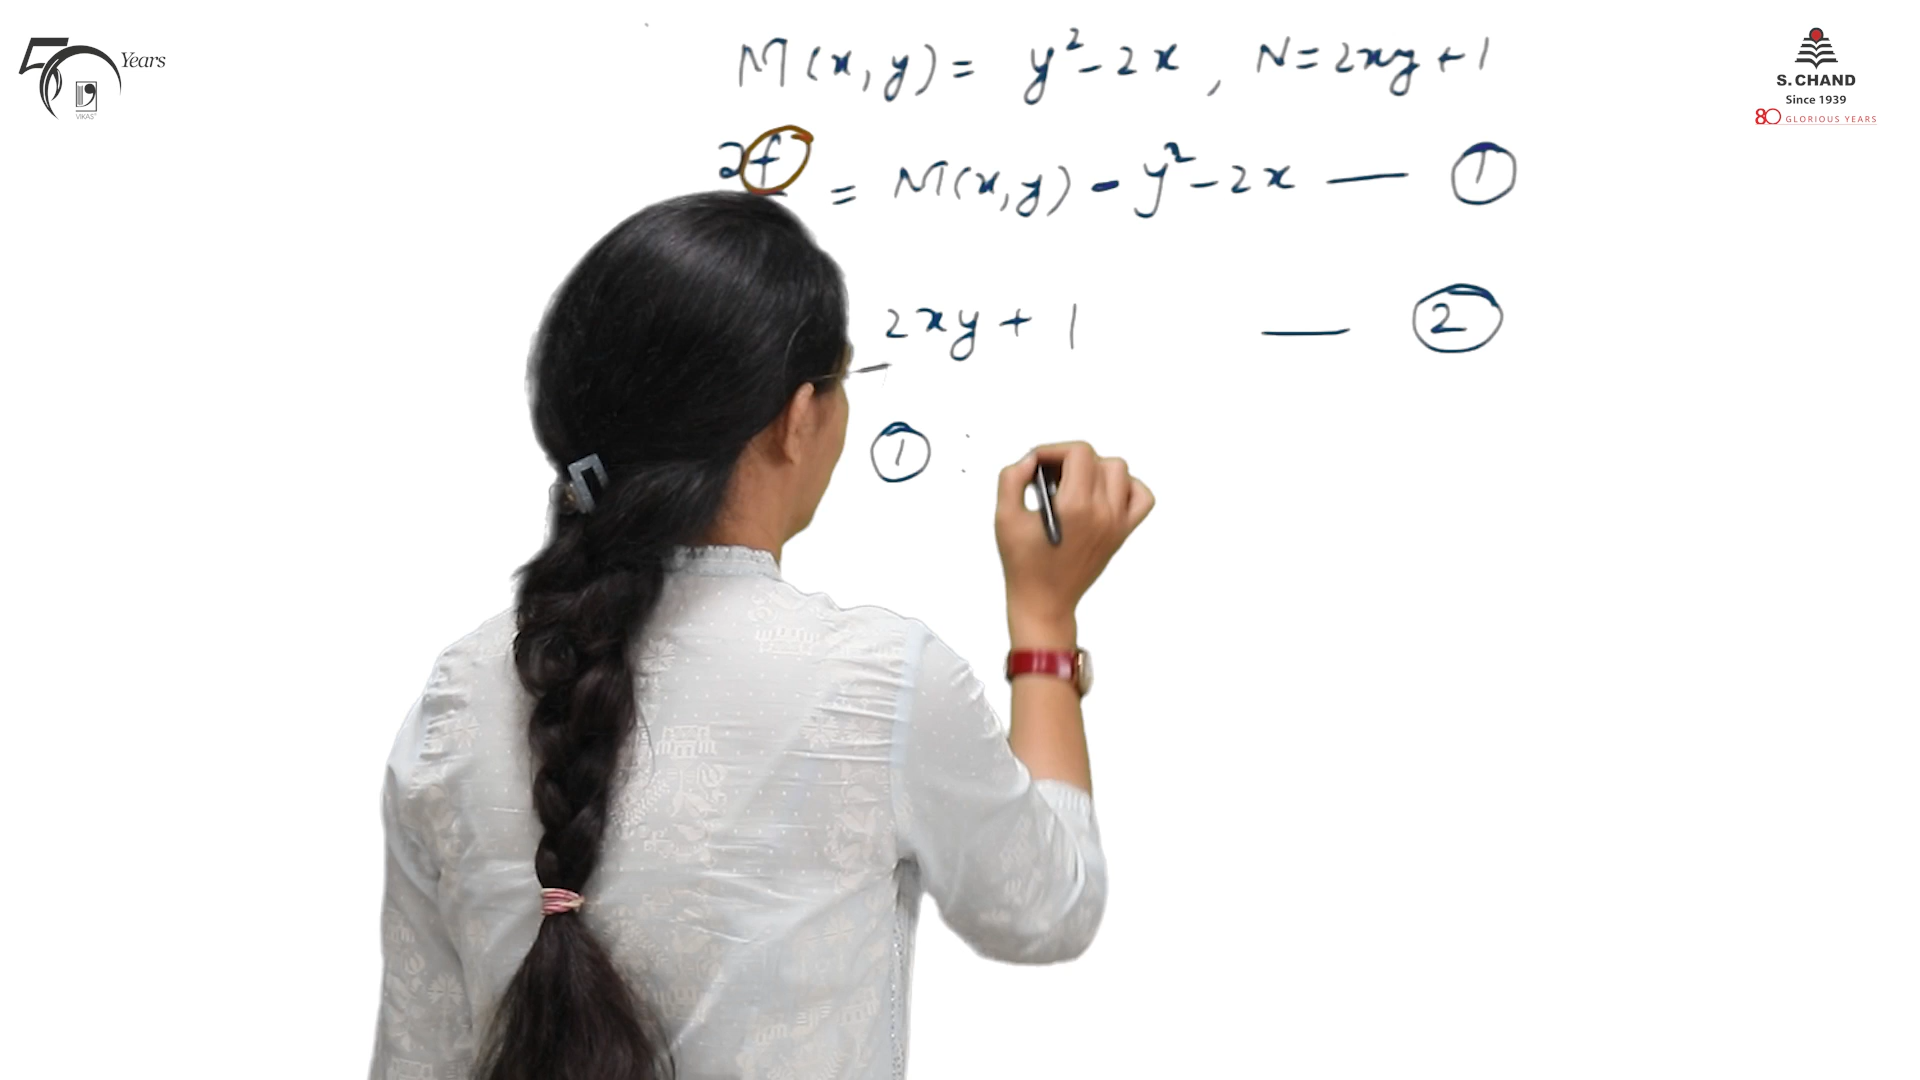 50 Years
VIKAS
S. CHAND
Since 1939
80 GLORIOUS YEARS
M(x, y) = y² - 2x , N = 2xy + 1
∂f = M(x, y) - y² - 2x — ①
2xy + 1 — ②
① :